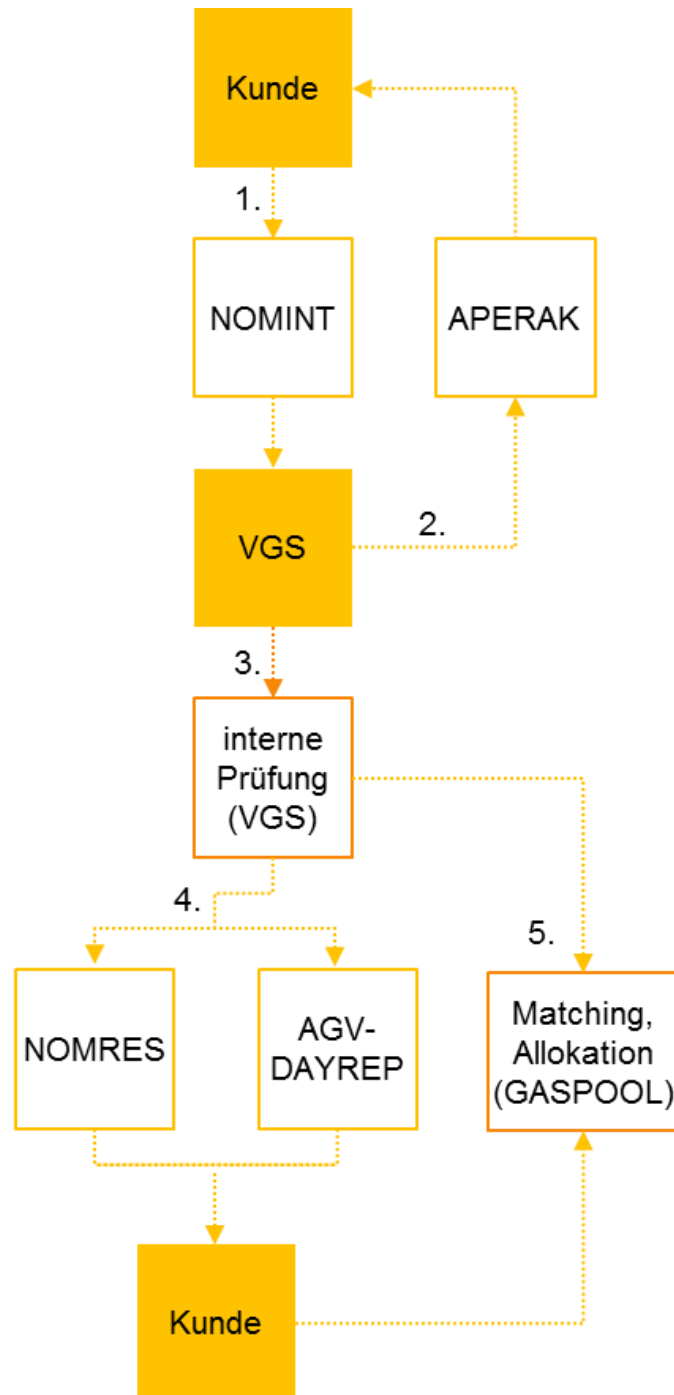 Kunde
1.
NOMINT
APERAK
VGS
2.
3.
interne
Prüfung
(VGS)
4.
5.
NOMRES
AGV-
DAYREP
Matching,
Allokation
(GASPOOL)
Kunde